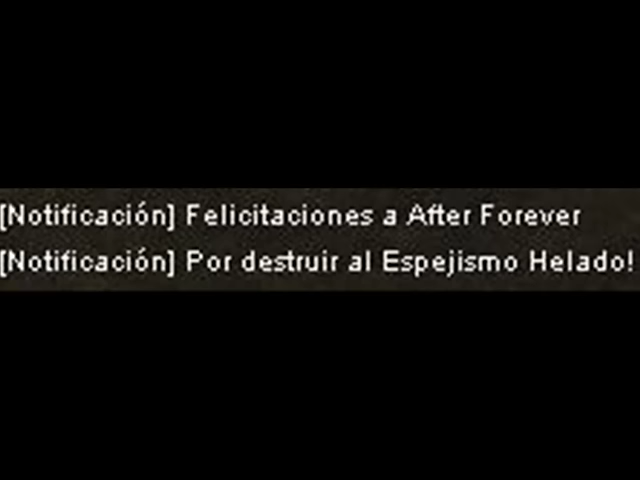 [Notificación] Felicitaciones a After Forever
[Notificación] Por destruir al Espejismo Helado!